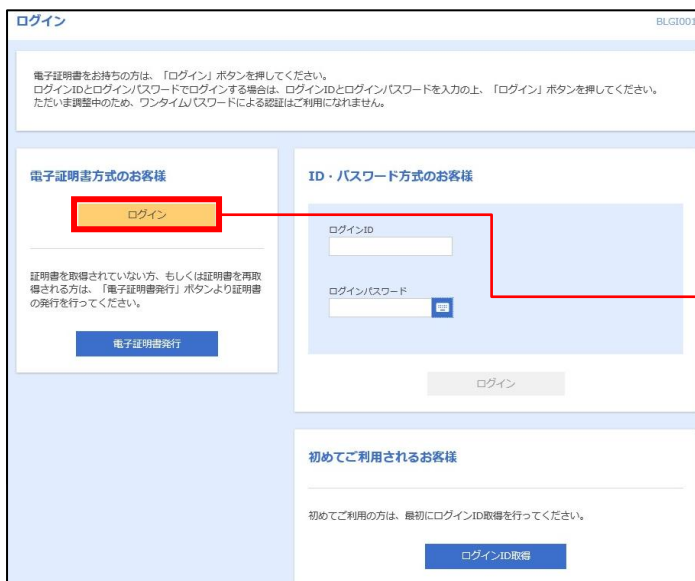 ログイン
BLGI001
電子証明書をお持ちの方は、「ログイン」ボタンを押してください。
ログインIDとログインパスワードでログインする場合は、ログインIDとログインパスワードを入力の上、「ログイン」ボタンを押してください。
ただいま調整中のため、ワンタイムパスワードによる認証はご利用になれません。
電子証明書方式のお客様
ログイン
証明書を取得されていない方、もしくは証明書を再取
得される方は、「電子証明書発行」ボタンより証明書
の発行を行ってください。
電子証明書発行
ID・パスワード方式のお客様
ログインID
ログインパスワード
ログイン
初めてご利用されるお客様
初めてご利用の方は、最初にログインID取得を行ってください。
ログインID取得